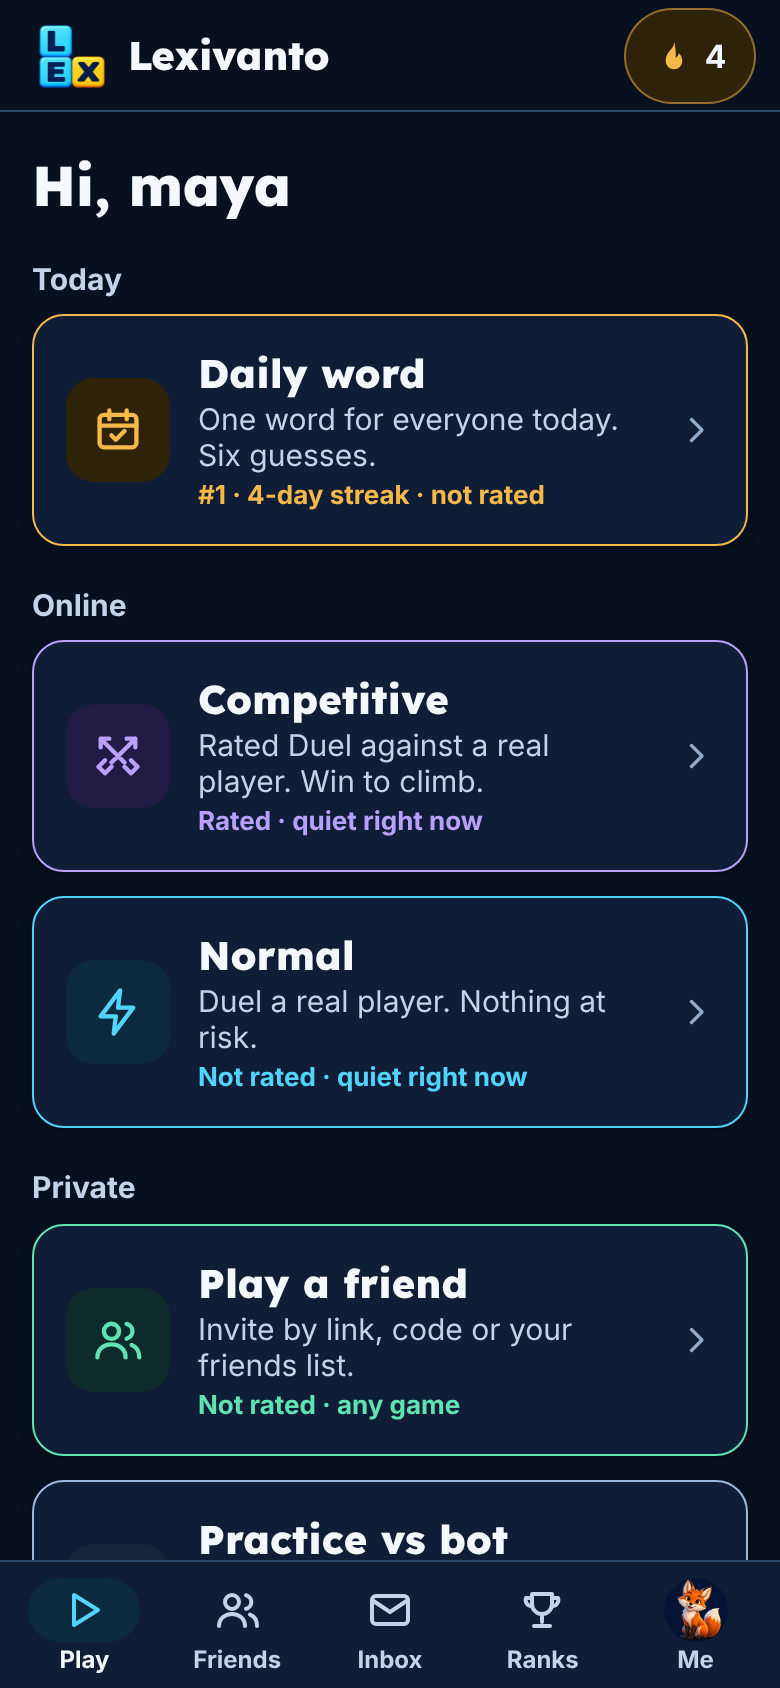 LEX
Lexivanto
4
Hi, maya
Today
Daily word
One word for everyone today.
Six guesses.
#1 · 4-day streak · not rated
Online
Competitive
Rated Duel against a real
player. Win to climb.
Rated · quiet right now
Normal
Duel a real player. Nothing at
risk.
Not rated · quiet right now
Private
Play a friend
Invite by link, code or your
friends list.
Not rated · any game
Practice vs bot
Play
Friends
Inbox
Ranks
Me